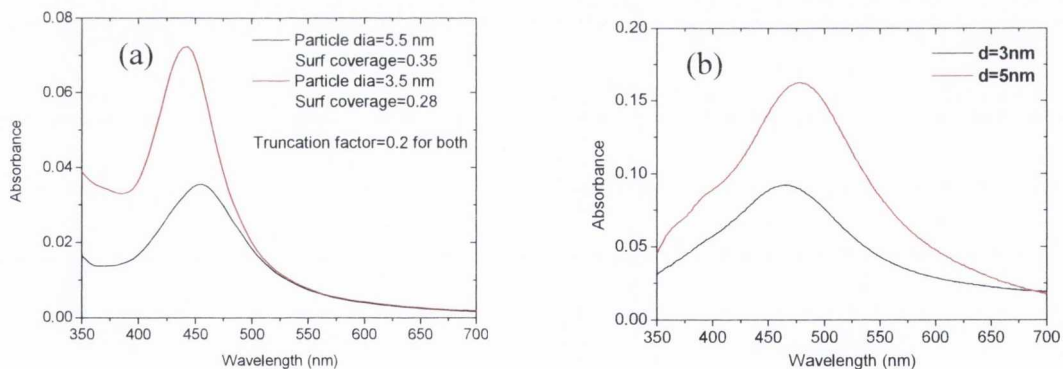 (a)
Particle dia=5.5 nm
Surf coverage=0.35
Particle dia=3.5 nm
Surf coverage=0.28
Truncation factor=0.2 for both
0.08
0.06
0.04
0.02
0.00
Absorbance
350 400 450 500 550 600 650 700
Wavelength (nm)
(b)
d=3nm
d=5nm
0.20
0.15
0.10
0.05
0.00
Absorbance
350 400 450 500 550 600 650 700
Wavelength (nm)